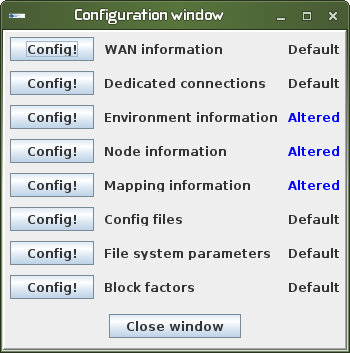 Configuration window
Config! WAN information Default
Config! Dedicated connections Default
Config! Environment information Altered
Config! Node information Altered
Config! Mapping information Altered
Config! Config files Default
Config! File system parameters Default
Config! Block factors Default
Close window